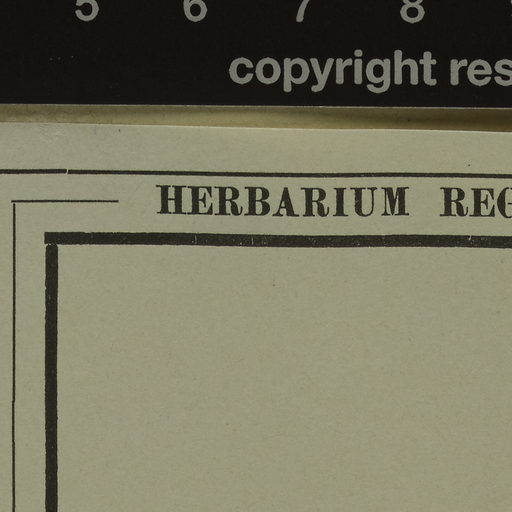 5 6 7 8
copyright res
HERBARIUM REG